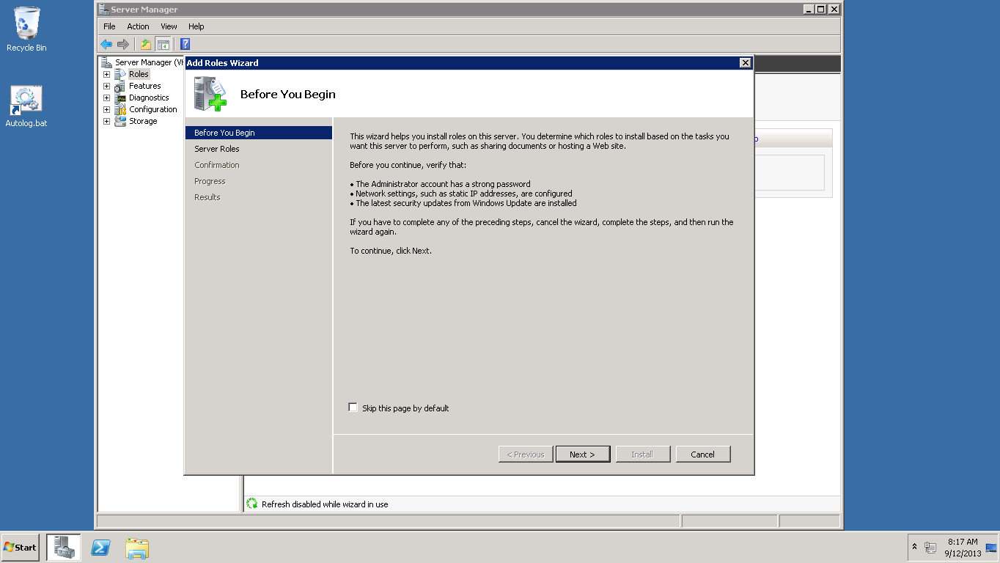 Recycle Bin
Autolog.bat
Server Manager
File Action View Help
Server Manager (
Roles
Features
Diagnostics
Configuration
Storage
Add Roles Wizard
Before You Begin
Before You Begin
Server Roles
Confirmation
Progress
Results
This wizard helps you install roles on this server. You determine which roles to install based on the tasks you
want this server to perform, such as sharing documents or hosting a Web site.
Before you continue, verify that:
• The Administrator account has a strong password
• Network settings, such as static IP addresses, are configured
• The latest security updates from Windows Update are installed
If you have to complete any of the preceding steps, cancel the wizard, complete the steps, and then run the
wizard again.
To continue, click Next.
Skip this page by default
< Previous Next > Install Cancel
Refresh disabled while wizard in use
Start
8:17 AM
9/12/2013